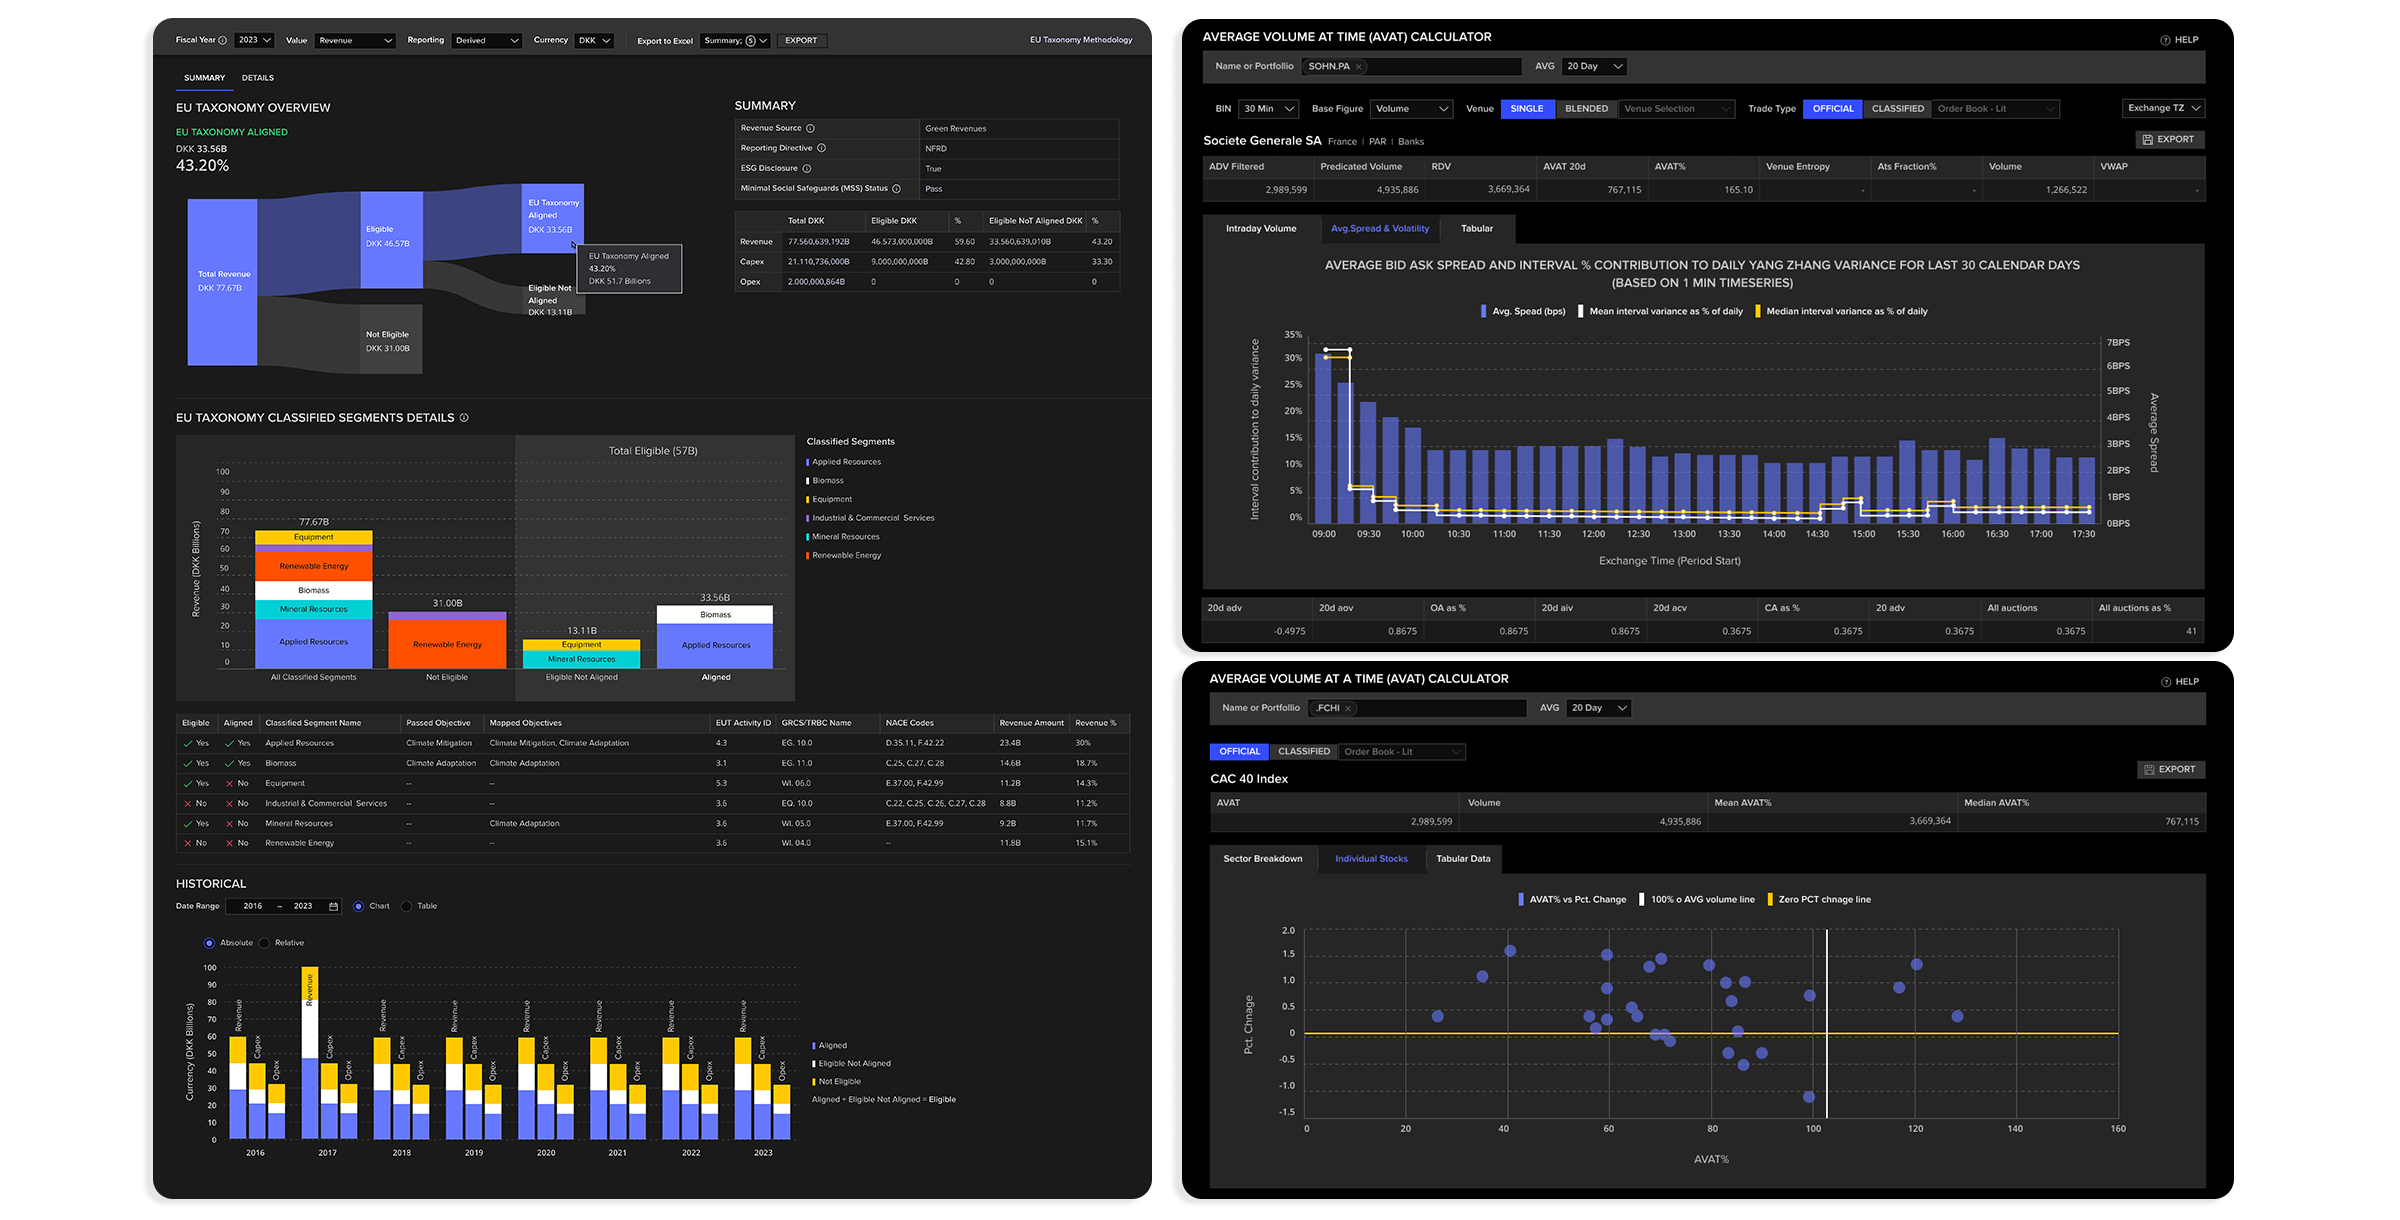 Fiscal Year 2023 Value Revenue Reporting Derived Currency DKK Export to Excel Summary; 5 EXPORT EU Taxonomy Methodology
SUMMARY DETAILS
EU TAXONOMY OVERVIEW
EU TAXONOMY ALIGNED
DKK 33.56B
43.20%
Total Revenue
DKK 77.67B
Eligible
DKK 46.57B
EU Taxonomy
Aligned
DKK 33.56B
EU Taxonomy Aligned
43.20%
DKK 51.7 Billions
Eligible Not
Aligned
DKK 13.11B
Not Eligible
DKK 31.00B
SUMMARY
Revenue Source Green Revenues
Reporting Directive NFRD
ESG Disclosure True
Minimal Social Safeguards (MSS) Status Pass
Total DKK Eligible DKK % Eligible NoT Aligned DKK %
Revenue 77.560,639,192B 46.573,000,000B 59.60 33.560,639,010B 43.20
Capex 21.110,736,000B 9.000,000,000B 42.80 3.000,000,000B 33.30
Opex 2.000,000,864B 0 0 0 0
EU TAXONOMY CLASSIFIED SEGMENTS DETAILS
Total Eligible (57B)
Revenue (DKK Billions)
100
90
80
70
60
50
40
30
20
10
0
77.67B
Equipment
Renewable Energy
Biomass
Mineral Resources
Applied Resources
31.00B
Renewable Energy
13.11B
Equipment
Mineral Resources
33.56B
Biomass
Applied Resources
All Classified Segments Not Eligible Eligible Not Aligned Aligned
Classified Segments
Applied Resources
Biomass
Equipment
Industrial & Commercial Services
Mineral Resources
Renewable Energy
Eligible Aligned Classified Segment Name Passed Objective Mapped Objectives EUT Activity ID GRCS/TRBC Name NACE Codes Revenue Amount Revenue %
Yes Yes Applied Resources Climate Mitigation Climate Mitigation, Climate Adaptation 4.3 EG. 10.0 D.35.11, F.42.22 23.4B 30%
Yes Yes Biomass Climate Adaptation Climate Adaptation 3.1 EG. 11.0 C.25, C.27, C.28 14.6B 18.7%
Yes No Equipment -- -- 5.3 WI. 06.0 E.37.00, F.42.99 11.2B 14.3%
No No Industrial & Commercial Services -- -- 3.6 EQ. 10.0 C.22, C.25, C.26, C.27, C.28 8.8B 11.2%
Yes No Mineral Resources -- Climate Adaptation 3.6 WI. 05.0 E.37.00, F.42.99 9.2B 11.7%
No No Renewable Energy 3.6 WI. 04.0 -- 11.8B 15.1%
HISTORICAL
Date Range 2016 – 2023 Chart Table
Absolute Relative
Currency (DKK Billions)
100
90
80
70
60
50
40
30
20
10
0
Revenue Capex Opex
Revenue Capex Opex
Revenue Capex Opex
Revenue Capex Opex
Revenue Capex Opex
Revenue Capex Opex
Revenue Capex Opex
Revenue Capex Opex
2016 2017 2018 2019 2020 2021 2022 2023
Aligned
Eligible Not Aligned
Not Eligible
Aligned + Eligible Not Aligned = Eligible
AVERAGE VOLUME AT TIME (AVAT) CALCULATOR
? HELP
Name or Portfollio SOHN.PA × AVG 20 Day
BIN 30 Min Base Figure Volume Venue SINGLE BLENDED Venue Selection Trade Type OFFICIAL CLASSIFIED Order Book - Lit Exchange TZ
Societe Generale SA France | PAR | Banks EXPORT
ADV Filtered Predicated Volume RDV AVAT 20d AVAT% Venue Entropy Ats Fraction% Volume VWAP
2,989,599 4,935,886 3,669,364 767,115 165.10 - - 1,266,522 -
Intraday Volume Avg.Spread & Volatility Tabular
AVERAGE BID ASK SPREAD AND INTERVAL % CONTRIBUTION TO DAILY YANG ZHANG VARIANCE FOR LAST 30 CALENDAR DAYS
(BASED ON 1 MIN TIMESERIES)
Avg. Spead (bps) Mean interval variance as % of daily Median interval variance as % of daily
Interval contribution to daily variance
35%
30%
25%
20%
15%
10%
5%
0%
7BPS
6BPS
5BPS
4BPS
3BPS
2BPS
1BPS
0BPS
Average Spread
09:00 09:30 10:00 10:30 11:00 11:30 12:00 12:30 13:00 13:30 14:00 14:30 15:00 15:30 16:00 16:30 17:00 17:30
Exchange Time (Period Start)
20d adv 20d aov OA as % 20d aiv 20d acv CA as % 20 adv All auctions All auctions as %
-0.4975 0.8675 0.8675 0.8675 0.3675 0.3675 0.3675 0.3675 41
AVERAGE VOLUME AT A TIME (AVAT) CALCULATOR
? HELP
Name or Portfollio .FCHI × AVG 20 Day
OFFICIAL CLASSIFIED Order Book - Lit
CAC 40 Index EXPORT
AVAT Volume Mean AVAT% Median AVAT%
2,989,599 4,935,886 3,669,364 767,115
Sector Breakdown Individual Stocks Tabular Data
AVAT% vs Pct. Change 100% o AVG volume line Zero PCT chnage line
Pct. Chnage
2.0
1.5
1.0
0.5
0
-0.5
-1.0
-1.5
0 20 40 60 80 100 120 140 160
AVAT%